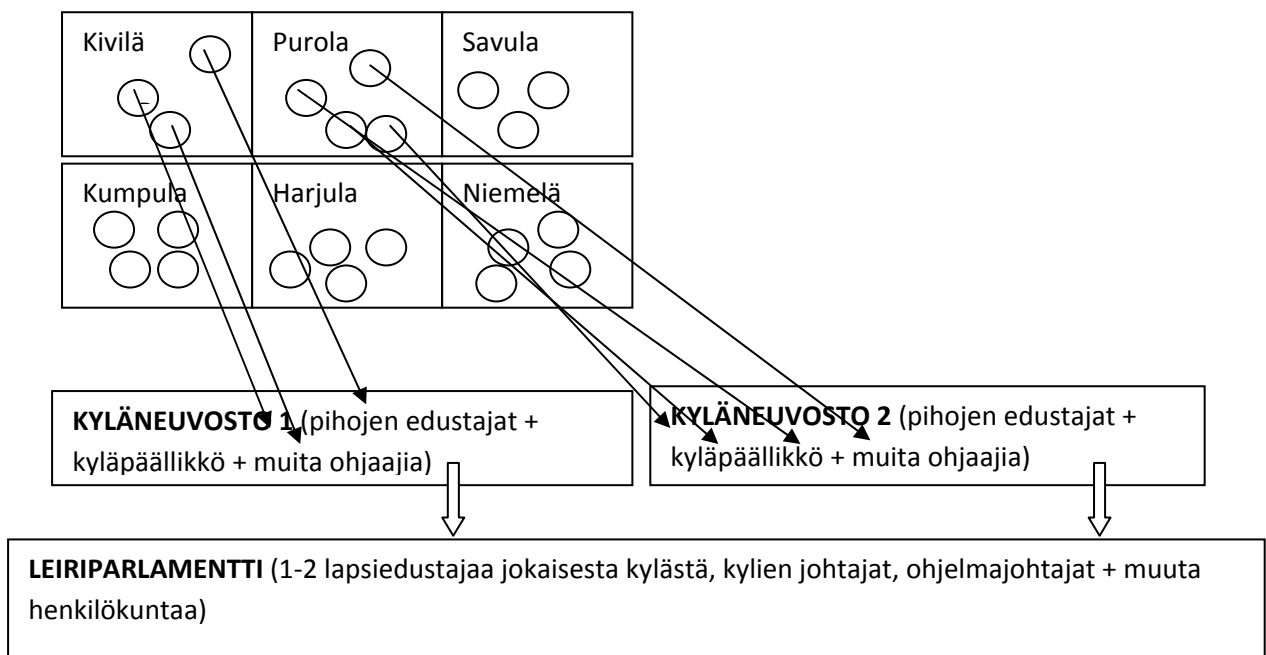 Kivilä
Purola
Savula
Kumpula
Harjula
Niemelä
KYLÄNEUVOSTO 1 (pihojen edustajat +
kyläpäällikkö + muita ohjaajia)
KYLÄNEUVOSTO 2 (pihojen edustajat +
kyläpäällikkö + muita ohjaajia)
LEIRIPARLAMENTTI (1-2 lapsiedustajaa jokaisesta kylästä, kylien johtajat, ohjelmajohtajat + muuta
henkilökuntaa)